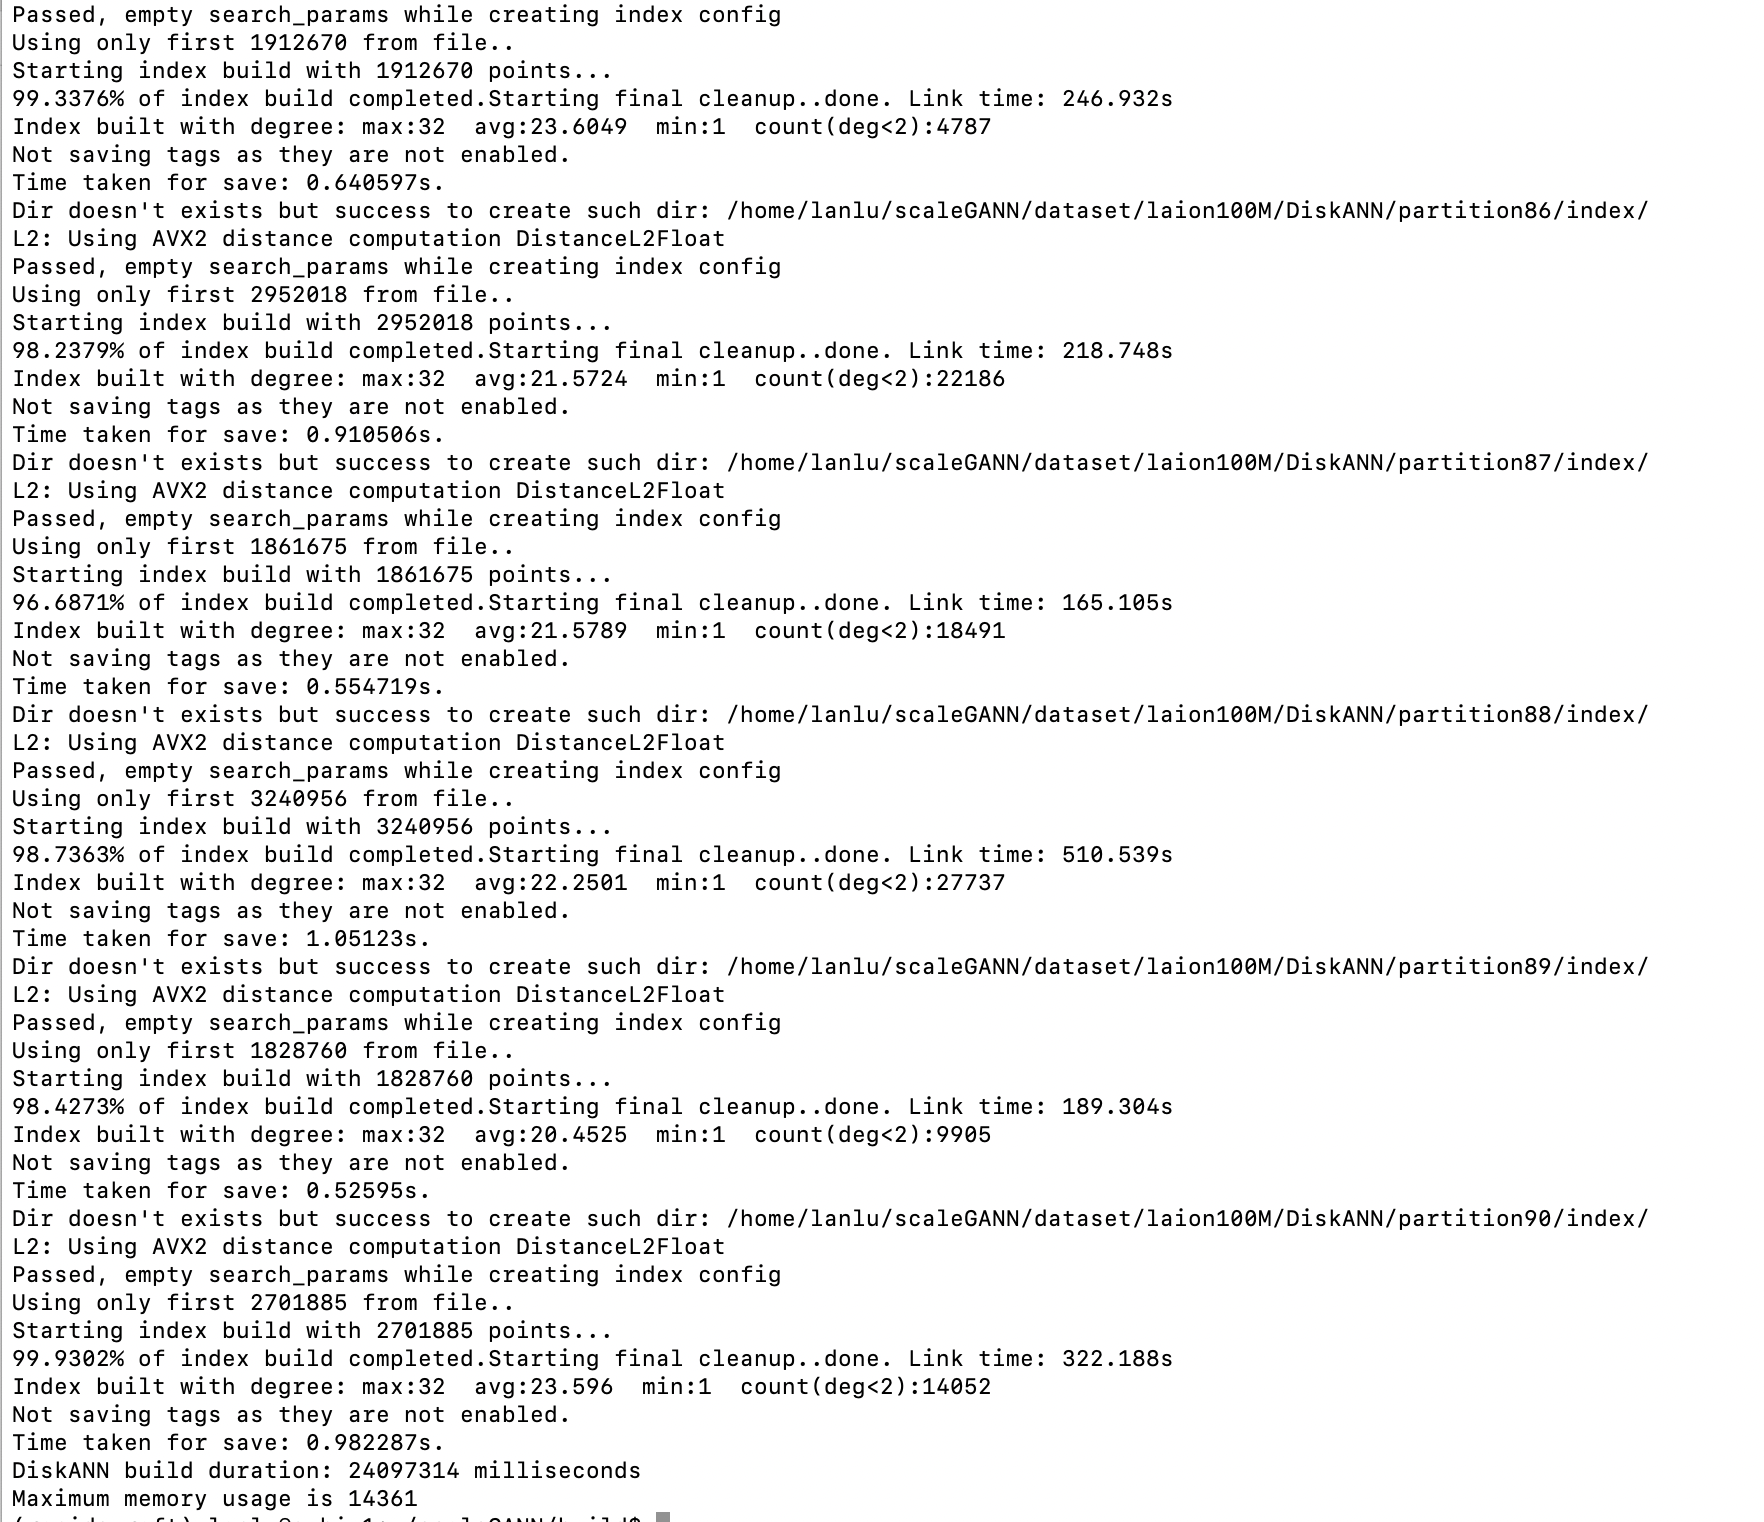 Passed, empty search_params while creating index config
Using only first 1912670 from file..
Starting index build with 1912670 points...
99.3376% of index build completed.Starting final cleanup..done. Link time: 246.932s
Index built with degree: max:32  avg:23.6049  min:1  count(deg<2):4787
Not saving tags as they are not enabled.
Time taken for save: 0.640597s.
Dir doesn't exists but success to create such dir: /home/lanlu/scaleGANN/dataset/laion100M/DiskANN/partition86/index/
L2: Using AVX2 distance computation DistanceL2Float
Passed, empty search_params while creating index config
Using only first 2952018 from file..
Starting index build with 2952018 points...
98.2379% of index build completed.Starting final cleanup..done. Link time: 218.748s
Index built with degree: max:32  avg:21.5724  min:1  count(deg<2):22186
Not saving tags as they are not enabled.
Time taken for save: 0.910506s.
Dir doesn't exists but success to create such dir: /home/lanlu/scaleGANN/dataset/laion100M/DiskANN/partition87/index/
L2: Using AVX2 distance computation DistanceL2Float
Passed, empty search_params while creating index config
Using only first 1861675 from file..
Starting index build with 1861675 points...
96.6871% of index build completed.Starting final cleanup..done. Link time: 165.105s
Index built with degree: max:32  avg:21.5789  min:1  count(deg<2):18491
Not saving tags as they are not enabled.
Time taken for save: 0.554719s.
Dir doesn't exists but success to create such dir: /home/lanlu/scaleGANN/dataset/laion100M/DiskANN/partition88/index/
L2: Using AVX2 distance computation DistanceL2Float
Passed, empty search_params while creating index config
Using only first 3240956 from file..
Starting index build with 3240956 points...
98.7363% of index build completed.Starting final cleanup..done. Link time: 510.539s
Index built with degree: max:32  avg:22.2501  min:1  count(deg<2):27737
Not saving tags as they are not enabled.
Time taken for save: 1.05123s.
Dir doesn't exists but success to create such dir: /home/lanlu/scaleGANN/dataset/laion100M/DiskANN/partition89/index/
L2: Using AVX2 distance computation DistanceL2Float
Passed, empty search_params while creating index config
Using only first 1828760 from file..
Starting index build with 1828760 points...
98.4273% of index build completed.Starting final cleanup..done. Link time: 189.304s
Index built with degree: max:32  avg:20.4525  min:1  count(deg<2):9905
Not saving tags as they are not enabled.
Time taken for save: 0.52595s.
Dir doesn't exists but success to create such dir: /home/lanlu/scaleGANN/dataset/laion100M/DiskANN/partition90/index/
L2: Using AVX2 distance computation DistanceL2Float
Passed, empty search_params while creating index config
Using only first 2701885 from file..
Starting index build with 2701885 points...
99.9302% of index build completed.Starting final cleanup..done. Link time: 322.188s
Index built with degree: max:32  avg:23.596  min:1  count(deg<2):14052
Not saving tags as they are not enabled.
Time taken for save: 0.982287s.
DiskANN build duration: 24097314 milliseconds
Maximum memory usage is 14361